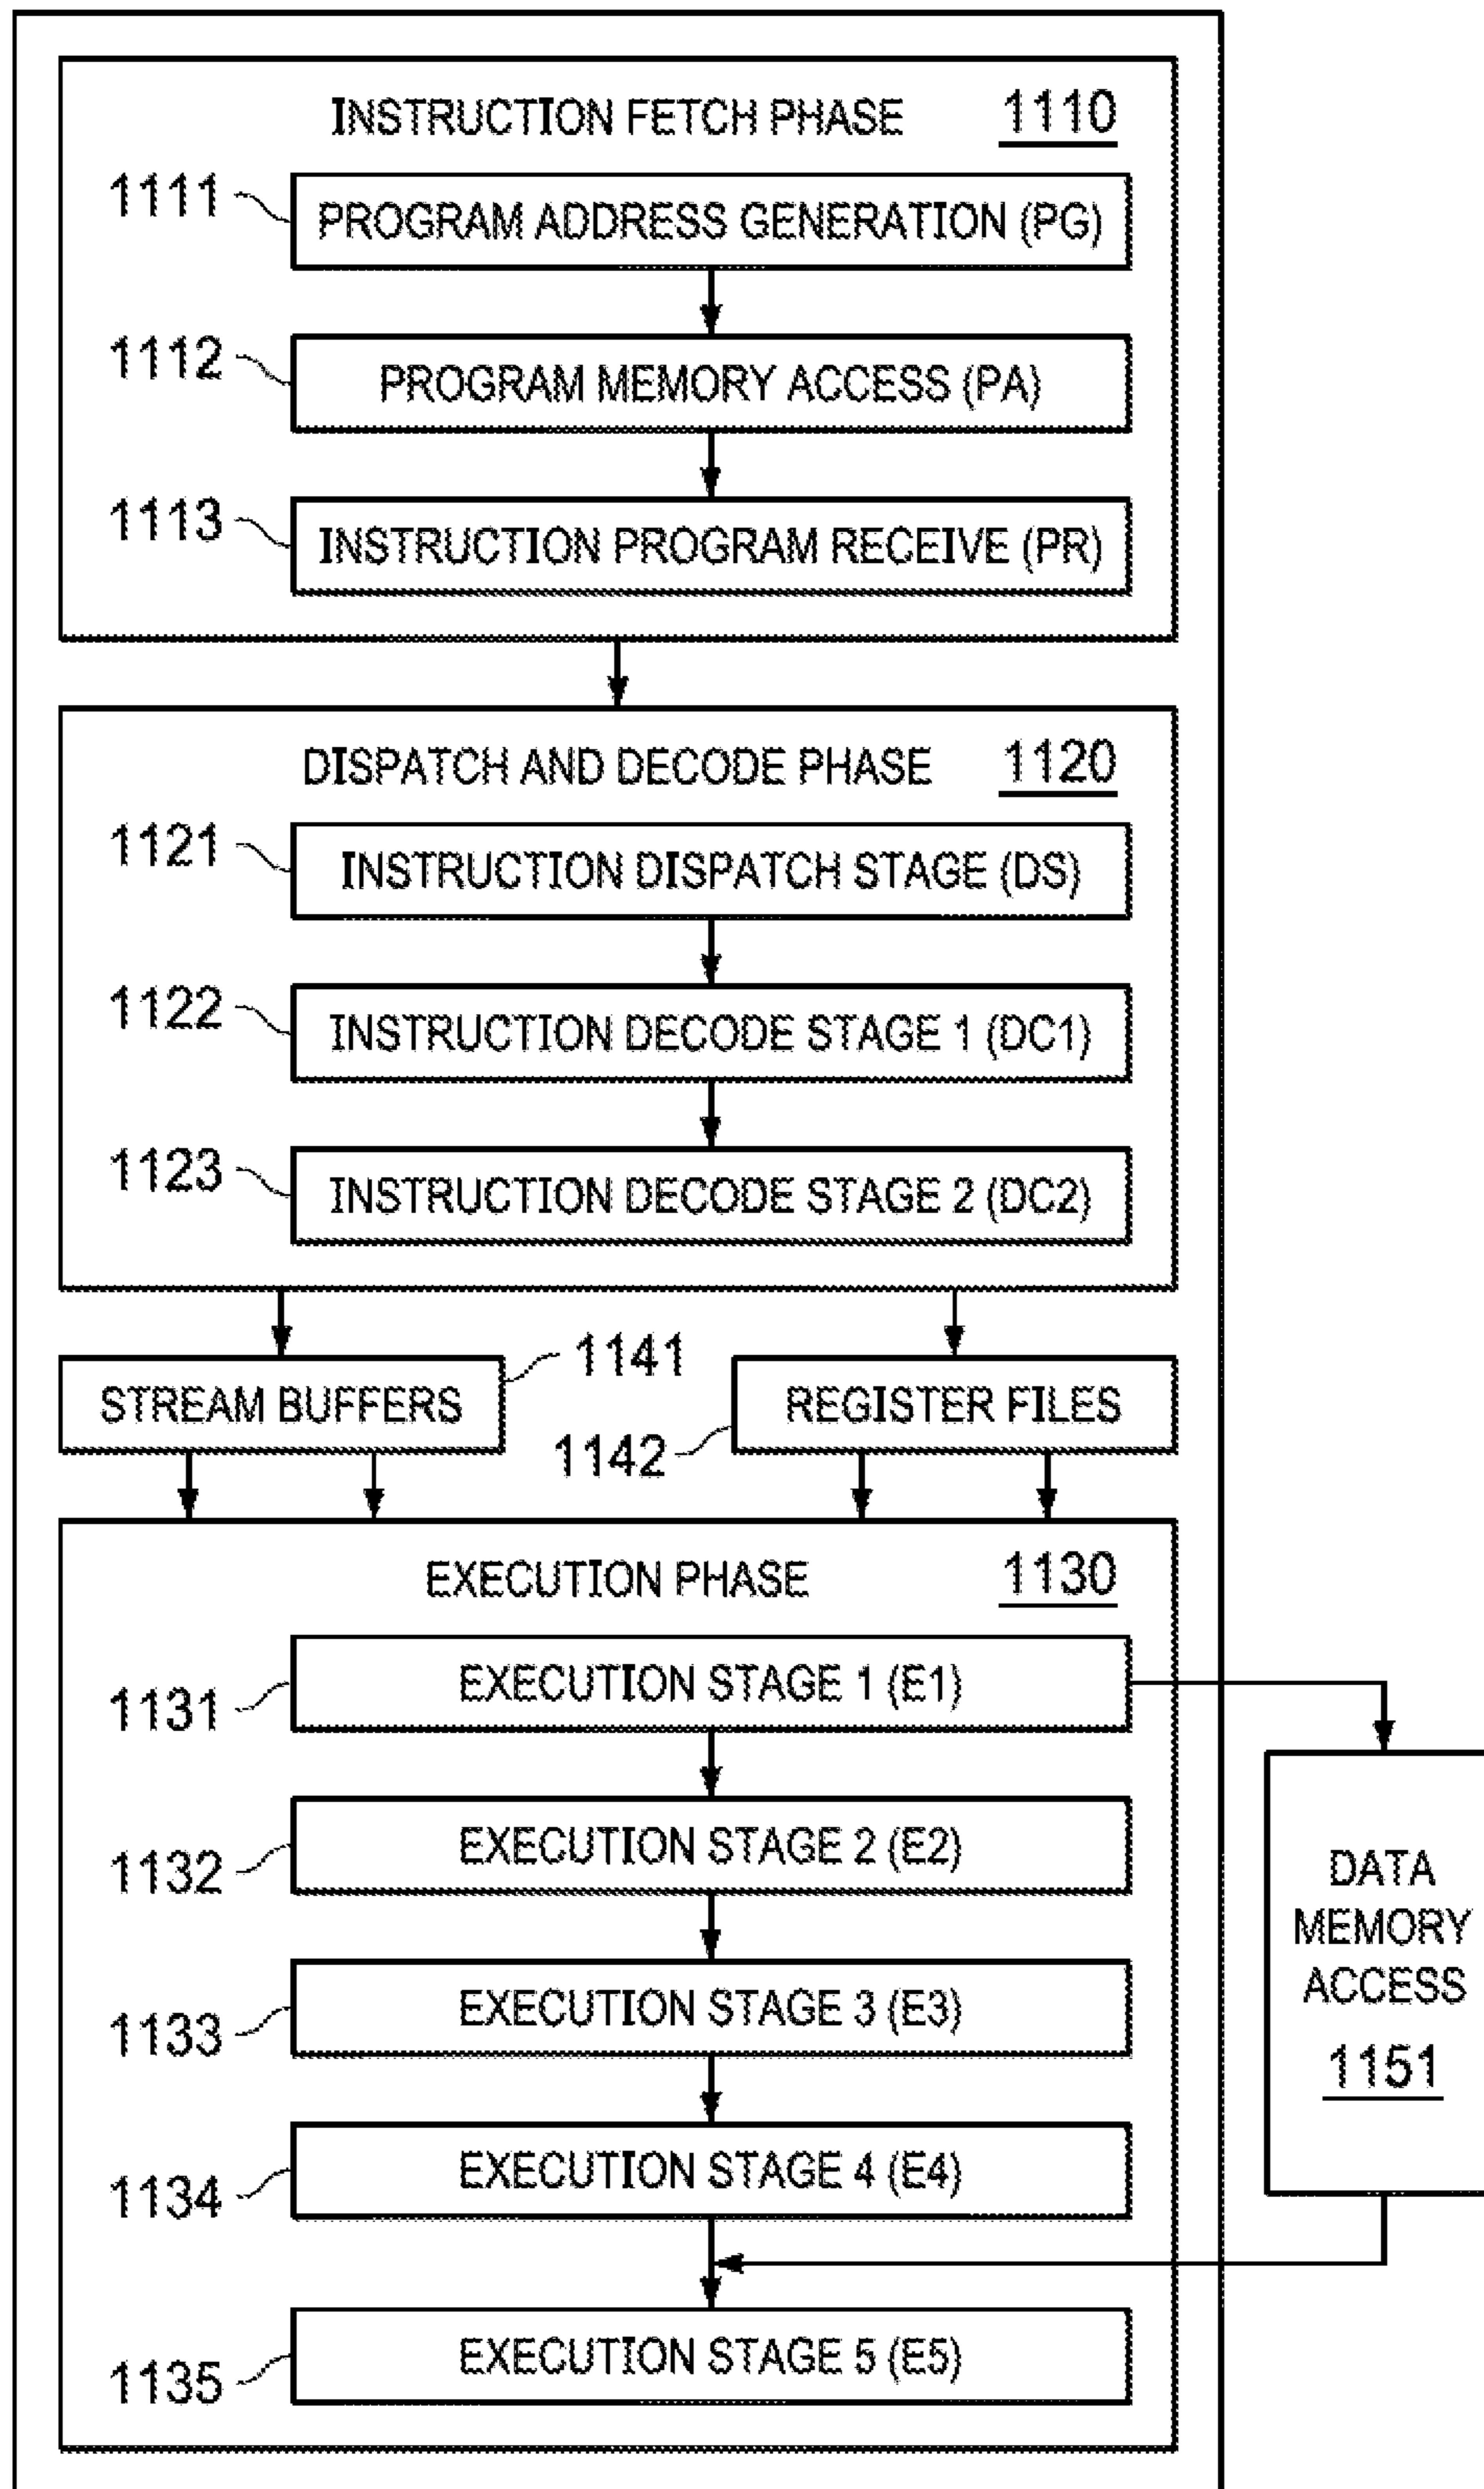 INSTRUCTION FETCH PHASE 1110
1111 PROGRAM ADDRESS GENERATION (PG)
1112 PROGRAM MEMORY ACCESS (PA)
1113 INSTRUCTION PROGRAM RECEIVE (PR)
DISPATCH AND DECODE PHASE 1120
1121 INSTRUCTION DISPATCH STAGE (DS)
1122 INSTRUCTION DECODE STAGE 1 (DC1)
1123 INSTRUCTION DECODE STAGE 2 (DC2)
STREAM BUFFERS 1141
1142 REGISTER FILES
EXECUTION PHASE 1130
1131 EXECUTION STAGE 1 (E1)
1132 EXECUTION STAGE 2 (E2)
1133 EXECUTION STAGE 3 (E3)
1134 EXECUTION STAGE 4 (E4)
1135 EXECUTION STAGE 5 (E5)
DATA
MEMORY
ACCESS
1151